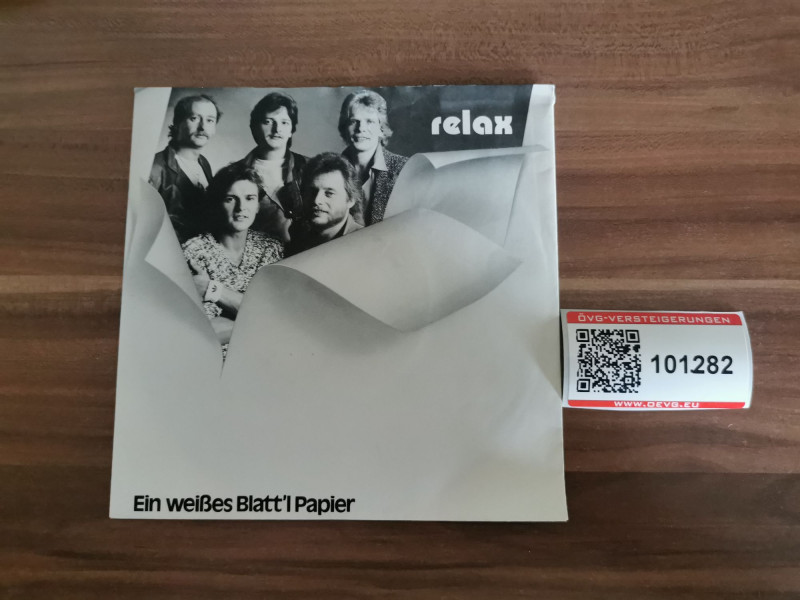 relax
ÖVG-VERSTEIGERUNGEN
101282
WWW.OEVG.EU
Ein weißes Blatt'l Papier